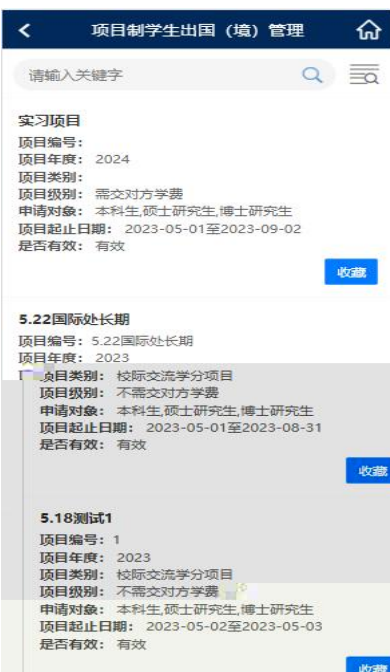 项目制学生出国（境）管理
请输入关键字
实习项目
项目编号：
项目年度： 2024
项目类别：
项目级别： 需交对方学费
申请对象： 本科生,硕士研究生,博士研究生
项目起止日期： 2023-05-01至2023-09-02
是否有效： 有效
收藏
5.22国际处长期
项目编号：5.22国际处长期
项目年度： 2023
项目类别： 校际交流学分项目
项目级别： 不需交对方学费
申请对象： 本科生,硕士研究生,博士研究生
项目起止日期： 2023-05-01至2023-08-31
是否有效： 有效
收藏
5.18测试1
项目编号：1
项目年度： 2023
项目类别： 校际交流学分项目
项目级别： 不需交对方学费
申请对象： 本科生,硕士研究生,博士研究生
项目起止日期： 2023-05-02至2023-05-03
是否有效： 有效
收藏